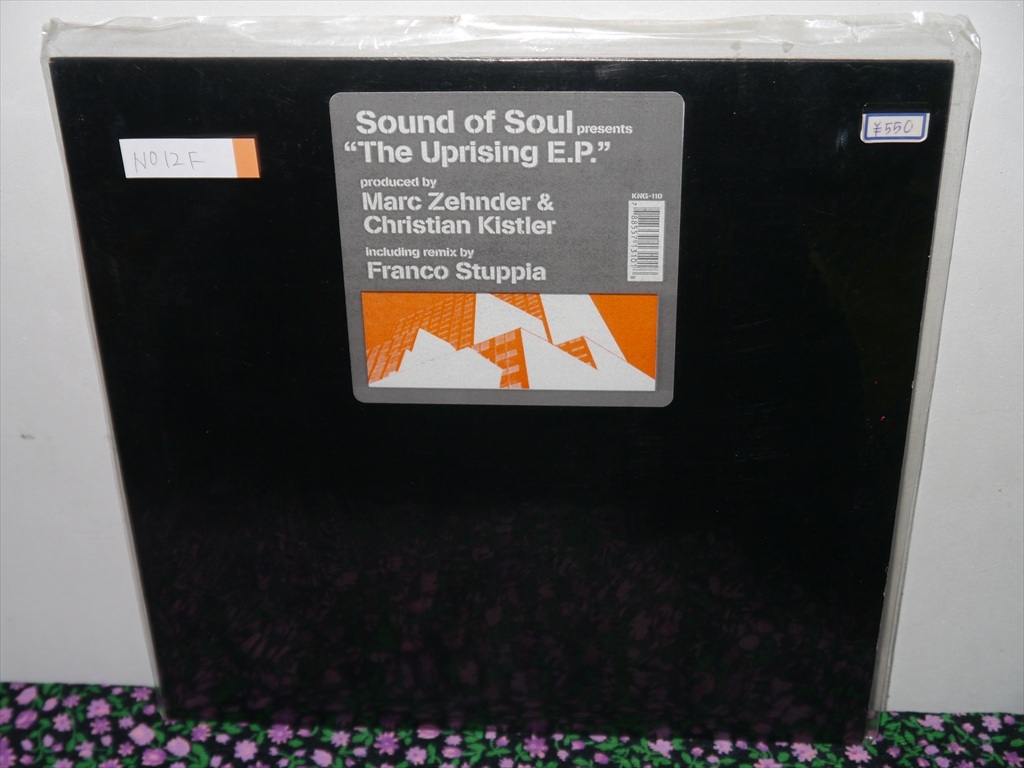 Sound of Soul presents
“The Uprising E.P.”
produced by
Marc Zehnder &
Christian Kistler
including remix by
Franco Stuppia
KNG-110
NO12F
¥550